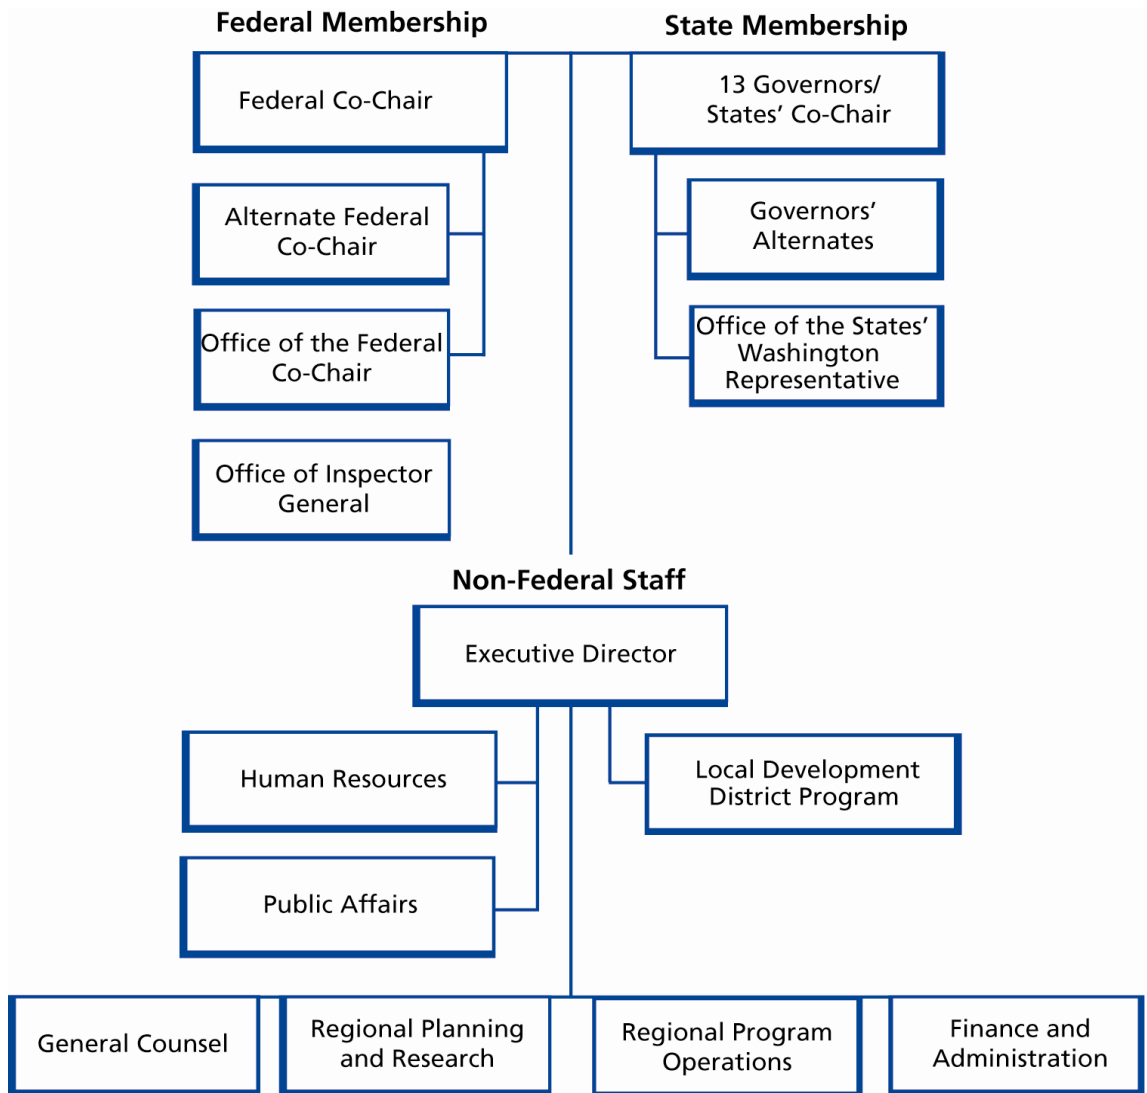 Federal Membership
State Membership
Federal Co-Chair
13 Governors/
States’ Co-Chair
Alternate Federal
Co-Chair
Governors’
Alternates
Office of the Federal
Co-Chair
Office of the States’
Washington
Representative
Office of Inspector
General
Non-Federal Staff
Executive Director
Human Resources
Local Development
District Program
Public Affairs
General Counsel
Regional Planning
and Research
Regional Program
Operations
Finance and
Administration